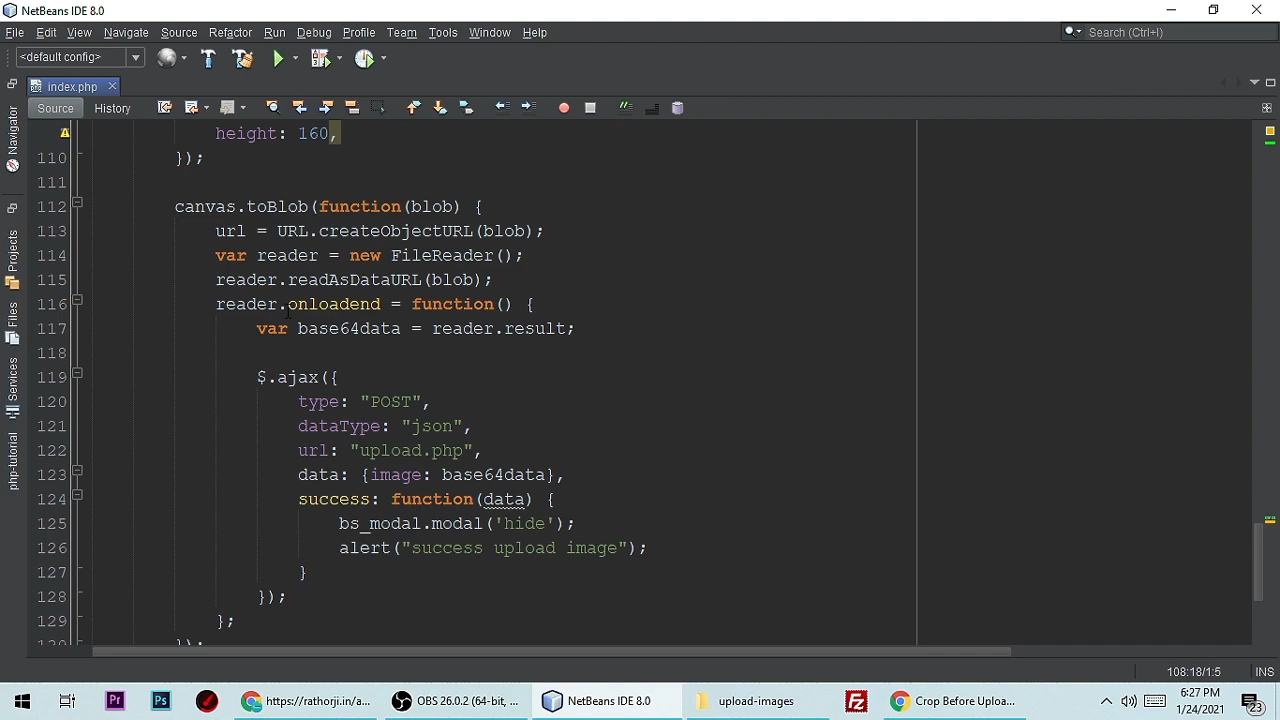 NetBeans IDE 8.0
File Edit View Navigate Source Refactor Run Debug Profile Team Tools Window Help
Search (Ctrl+I)
<default config>
index.php
Source History
Navigator
Projects
Files
Services
php-tutorial
height: 160,
110 });
111
112 canvas.toBlob(function(blob) {
113 url = URL.createObjectURL(blob);
114 var reader = new FileReader();
115 reader.readAsDataURL(blob);
116 reader.onloadend = function() {
117 var base64data = reader.result;
118
119 $.ajax({
120 type: "POST",
121 dataType: "json",
122 url: "upload.php",
123 data: {image: base64data},
124 success: function(data) {
125 bs_modal.modal('hide');
126 alert("success upload image");
127 }
128 });
129 };
});
108:18/1:5 INS
Pr Ps https://rathorji.in/a... OBS 26.0.2 (64-bit, ... NetBeans IDE 8.0 upload-images Fz Crop Before Uploa...
6:27 PM
1/24/2021
23